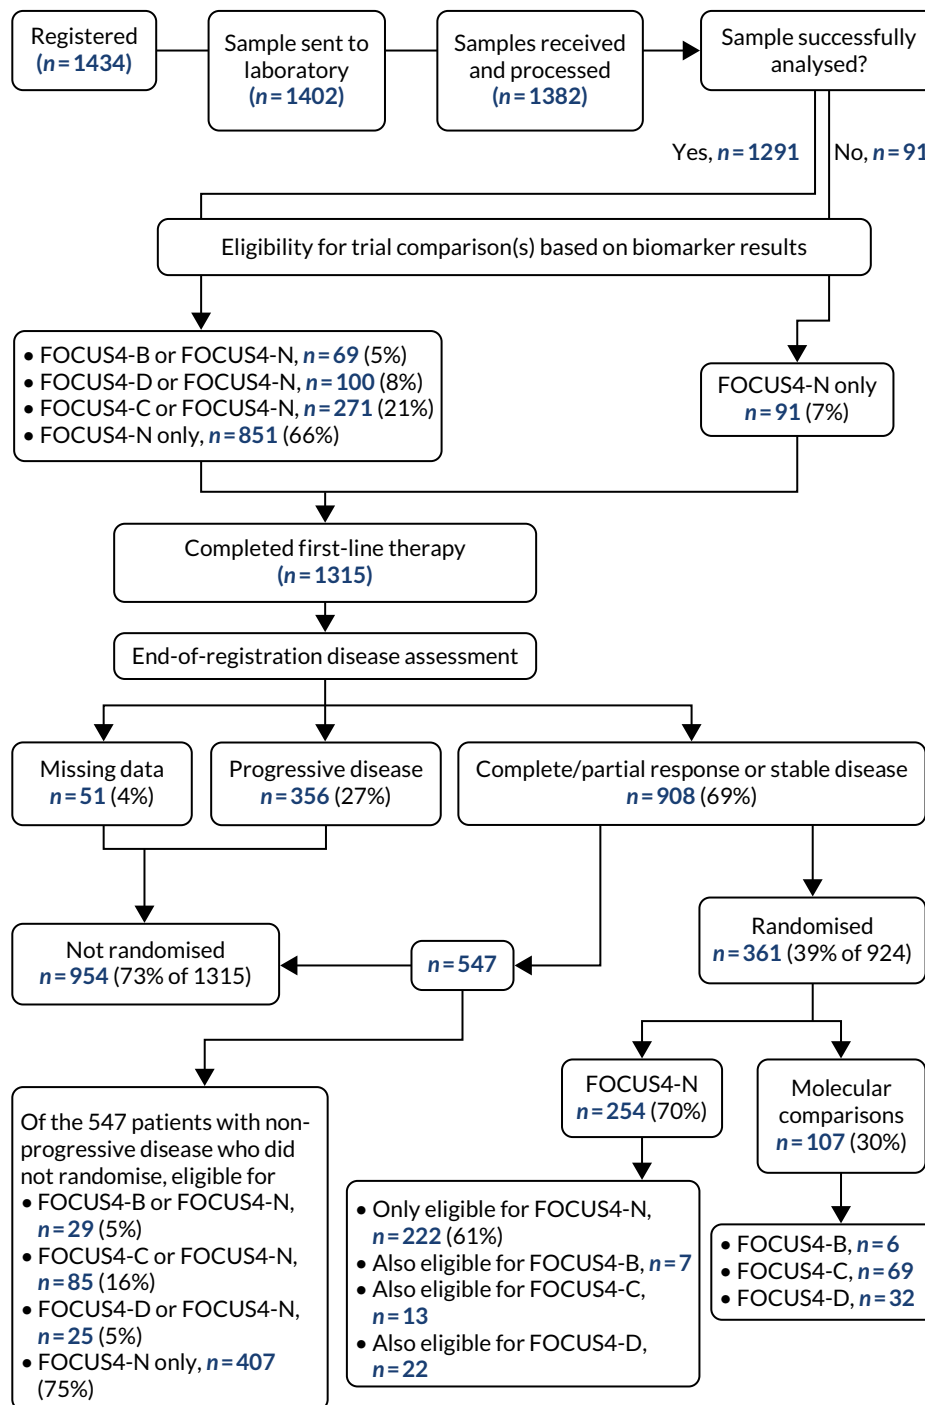 Registered
(n = 1434)
Sample sent to
laboratory
(n = 1402)
Samples received
and processed
(n = 1382)
Sample successfully
analysed?
Yes, n = 1291
No, n = 91
Eligibility for trial comparison(s) based on biomarker results
• FOCUS4-B or FOCUS4-N, n = 69 (5%)
• FOCUS4-D or FOCUS4-N, n = 100 (8%)
• FOCUS4-C or FOCUS4-N, n = 271 (21%)
• FOCUS4-N only, n = 851 (66%)
FOCUS4-N only
n = 91 (7%)
Completed first-line therapy
(n = 1315)
End-of-registration disease assessment
Missing data
n = 51 (4%)
Progressive disease
n = 356 (27%)
Complete/partial response or stable disease
n = 908 (69%)
Not randomised
n = 954 (73% of 1315)
n = 547
Randomised
n = 361 (39% of 924)
Of the 547 patients with non-
progressive disease who did
not randomise, eligible for
• FOCUS4-B or FOCUS4-N,
n = 29 (5%)
• FOCUS4-C or FOCUS4-N,
n = 85 (16%)
• FOCUS4-D or FOCUS4-N,
n = 25 (5%)
• FOCUS4-N only, n = 407
(75%)
FOCUS4-N
n = 254 (70%)
Molecular
comparisons
n = 107 (30%)
• Only eligible for FOCUS4-N,
n = 222 (61%)
• Also eligible for FOCUS4-B, n = 7
• Also eligible for FOCUS4-C,
n = 13
• Also eligible for FOCUS4-D,
n = 22
• FOCUS4-B, n = 6
• FOCUS4-C, n = 69
• FOCUS4-D, n = 32